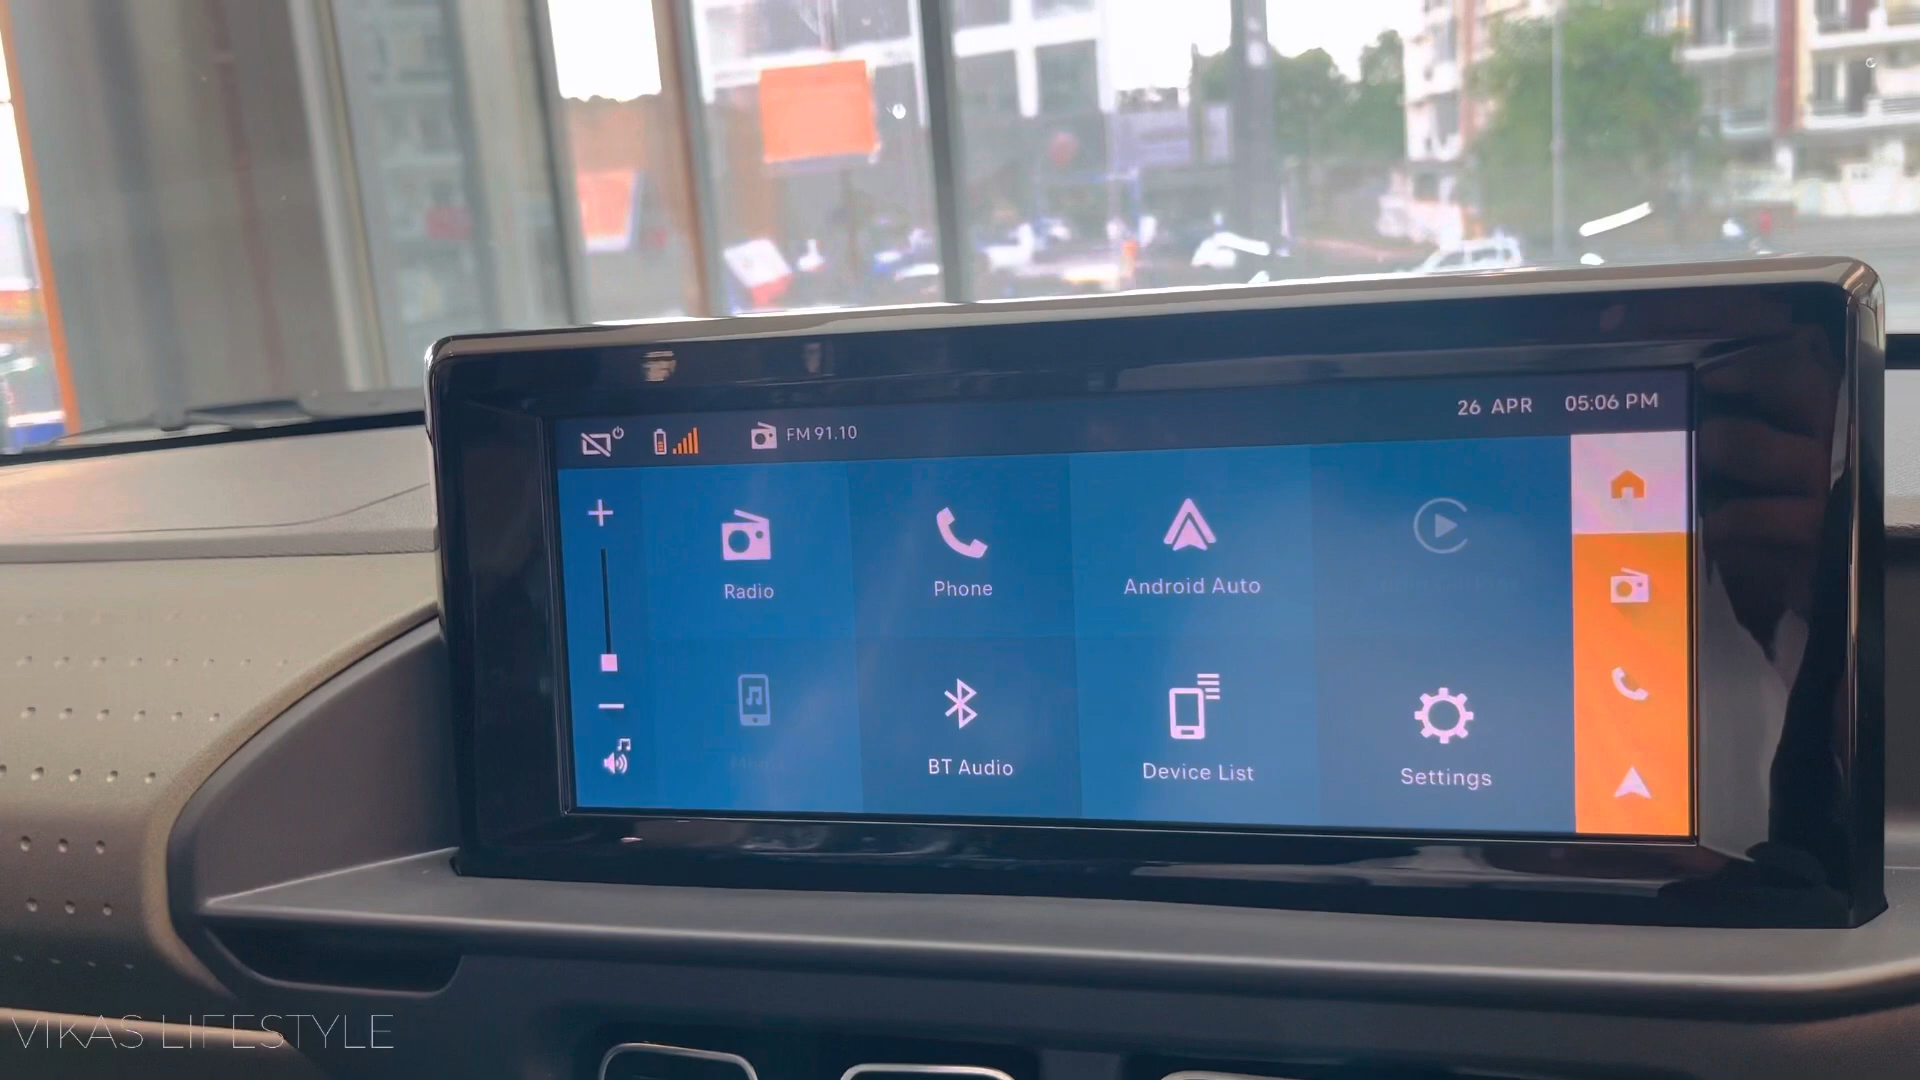 26 APR 05:06 PM
FM 91.10
Radio
Phone
Android Auto
BT Audio
Device List
Settings
VIKAS LIFESTYLE